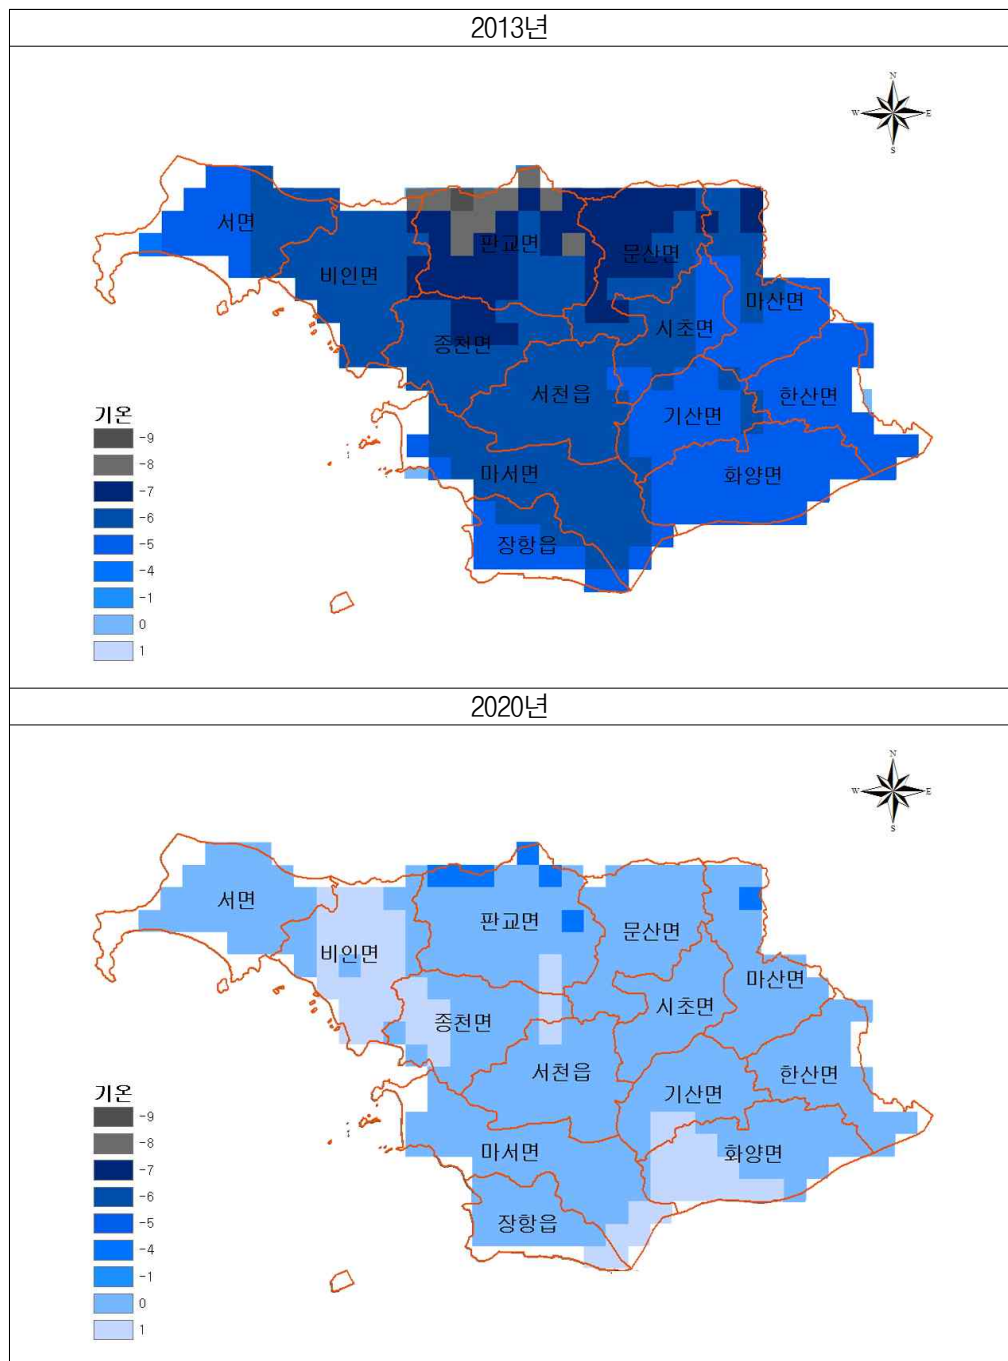 2013년
N
W E
S
서면
판교면
문산면
비인면
마산면
시초면
종천면
서천읍
한산면
기산면
마서면
화양면
장항읍
기온
-9
-8
-7
-6
-5
-4
-1
0
1
2020년
N
W E
S
서면
판교면
문산면
비인면
마산면
시초면
종천면
서천읍
한산면
기산면
마서면
화양면
장항읍
기온
-9
-8
-7
-6
-5
-4
-1
0
1